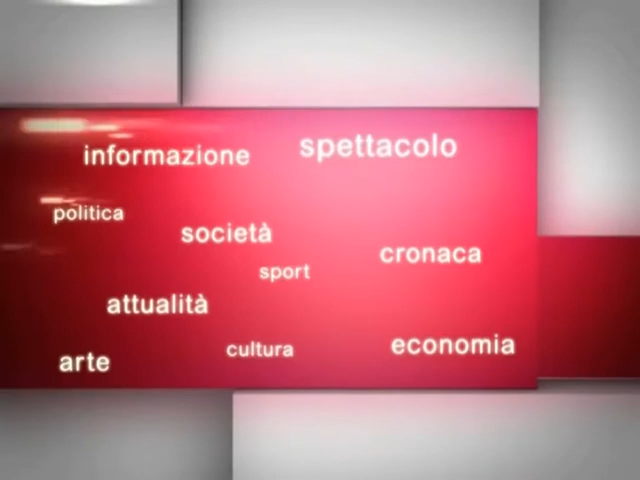 informazione
spettacolo
politica
società
cronaca
sport
attualità
economia
cultura
arte